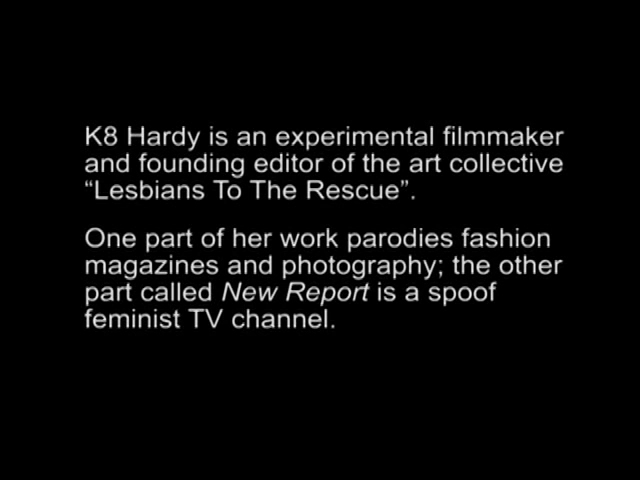 K8 Hardy is an experimental filmmaker
and founding editor of the art collective
“Lesbians To The Rescue”.
One part of her work parodies fashion
magazines and photography; the other
part called New Report is a spoof
feminist TV channel.